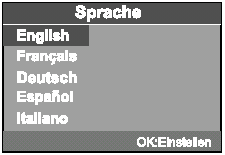 Sprache
English
Français
Deutsch
Español
Italiano
OK:Einstellen